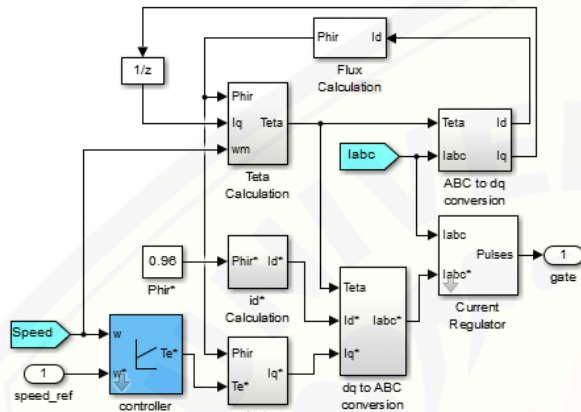 Phir Id
Flux
Calculation
1/z
Phir
Iq Teta
wm
Teta
Calculation
Iabc
Teta Id
Iabc Iq
ABC to dq
conversion
0.96
Phir*
Phir* Id*
id*
Calculation
Teta
Id* Iabc*
Iq*
dq to ABC
conversion
Iabc
Pulses
Iabc*
Current
Regulator
1
gate
Speed
1
speed_ref
w
Te*
w*
controller
Phir
Iq*
Te*